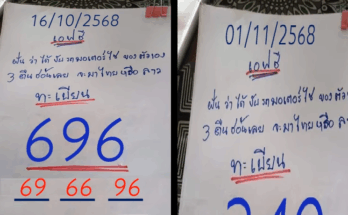 16/10/2568
เอฟซี
ฝัน ว่า ได้ ขับ รถมอเตอร์ไซ ของ ตัวเอง
3 คืนซ้อนเลย จะมาไทย หรือ ลาว
ทะเบียน
696
69 66 96
01/11/2568
เอฟซี
ฝัน ว่า ได้ ขับ รถมอเตอร์ไซ ของ ตัว
3 คืนซ้อนเลย จะมาไทย หรือ ลาว
ทะเบียน